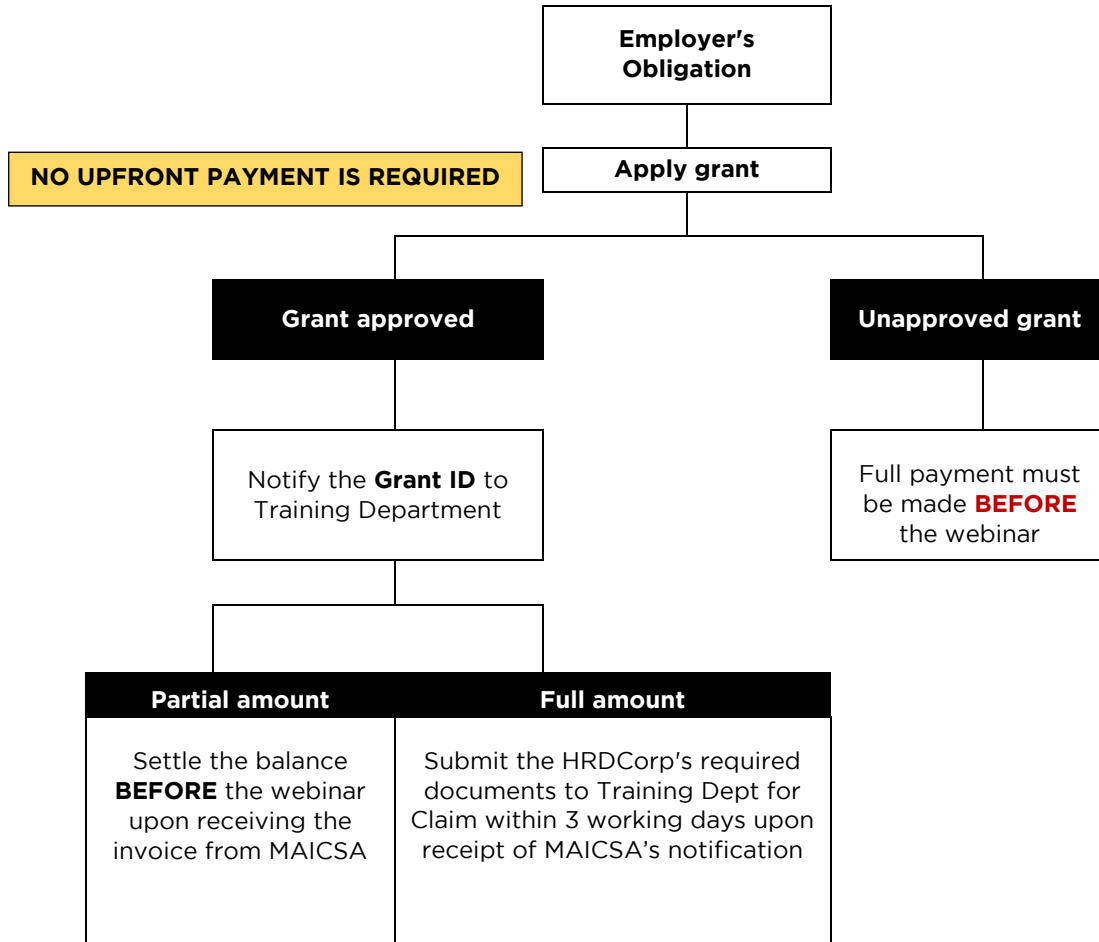 Employer's
Obligation
NO UPFRONT PAYMENT IS REQUIRED
Apply grant
Grant approved
Unapproved grant
Notify the Grant ID to
Training Department
Full payment must
be made BEFORE
the webinar
Partial amount
Full amount
Settle the balance
BEFORE the webinar
upon receiving the
invoice from MAICSA
Submit the HRDCorp's required
documents to Training Dept for
Claim within 3 working days upon
receipt of MAICSA’s notification